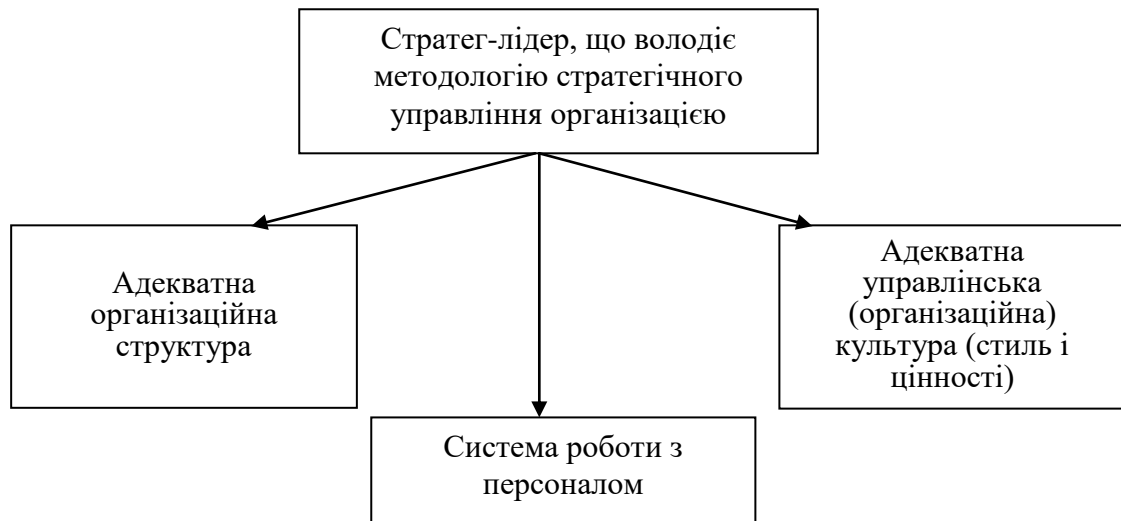 Стратег-лідер, що володіє
методологію стратегічного
управління організацією
Адекватна
організаційна
структура
Адекватна
управлінська
(організаційна)
культура (стиль і
цінності)
Система роботи з
персоналом